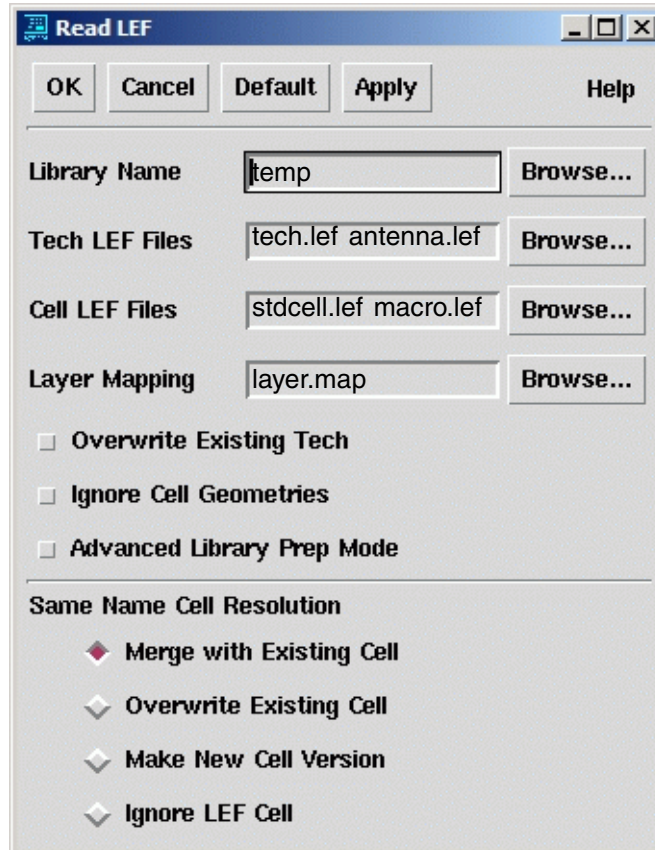 Read LEF
OK Cancel Default Apply Help
Library Name temp Browse...
Tech LEF Files tech.lef antenna.lef Browse...
Cell LEF Files stdcell.lef macro.lef Browse...
Layer Mapping layer.map Browse...
Overwrite Existing Tech
Ignore Cell Geometries
Advanced Library Prep Mode
Same Name Cell Resolution
Merge with Existing Cell
Overwrite Existing Cell
Make New Cell Version
Ignore LEF Cell